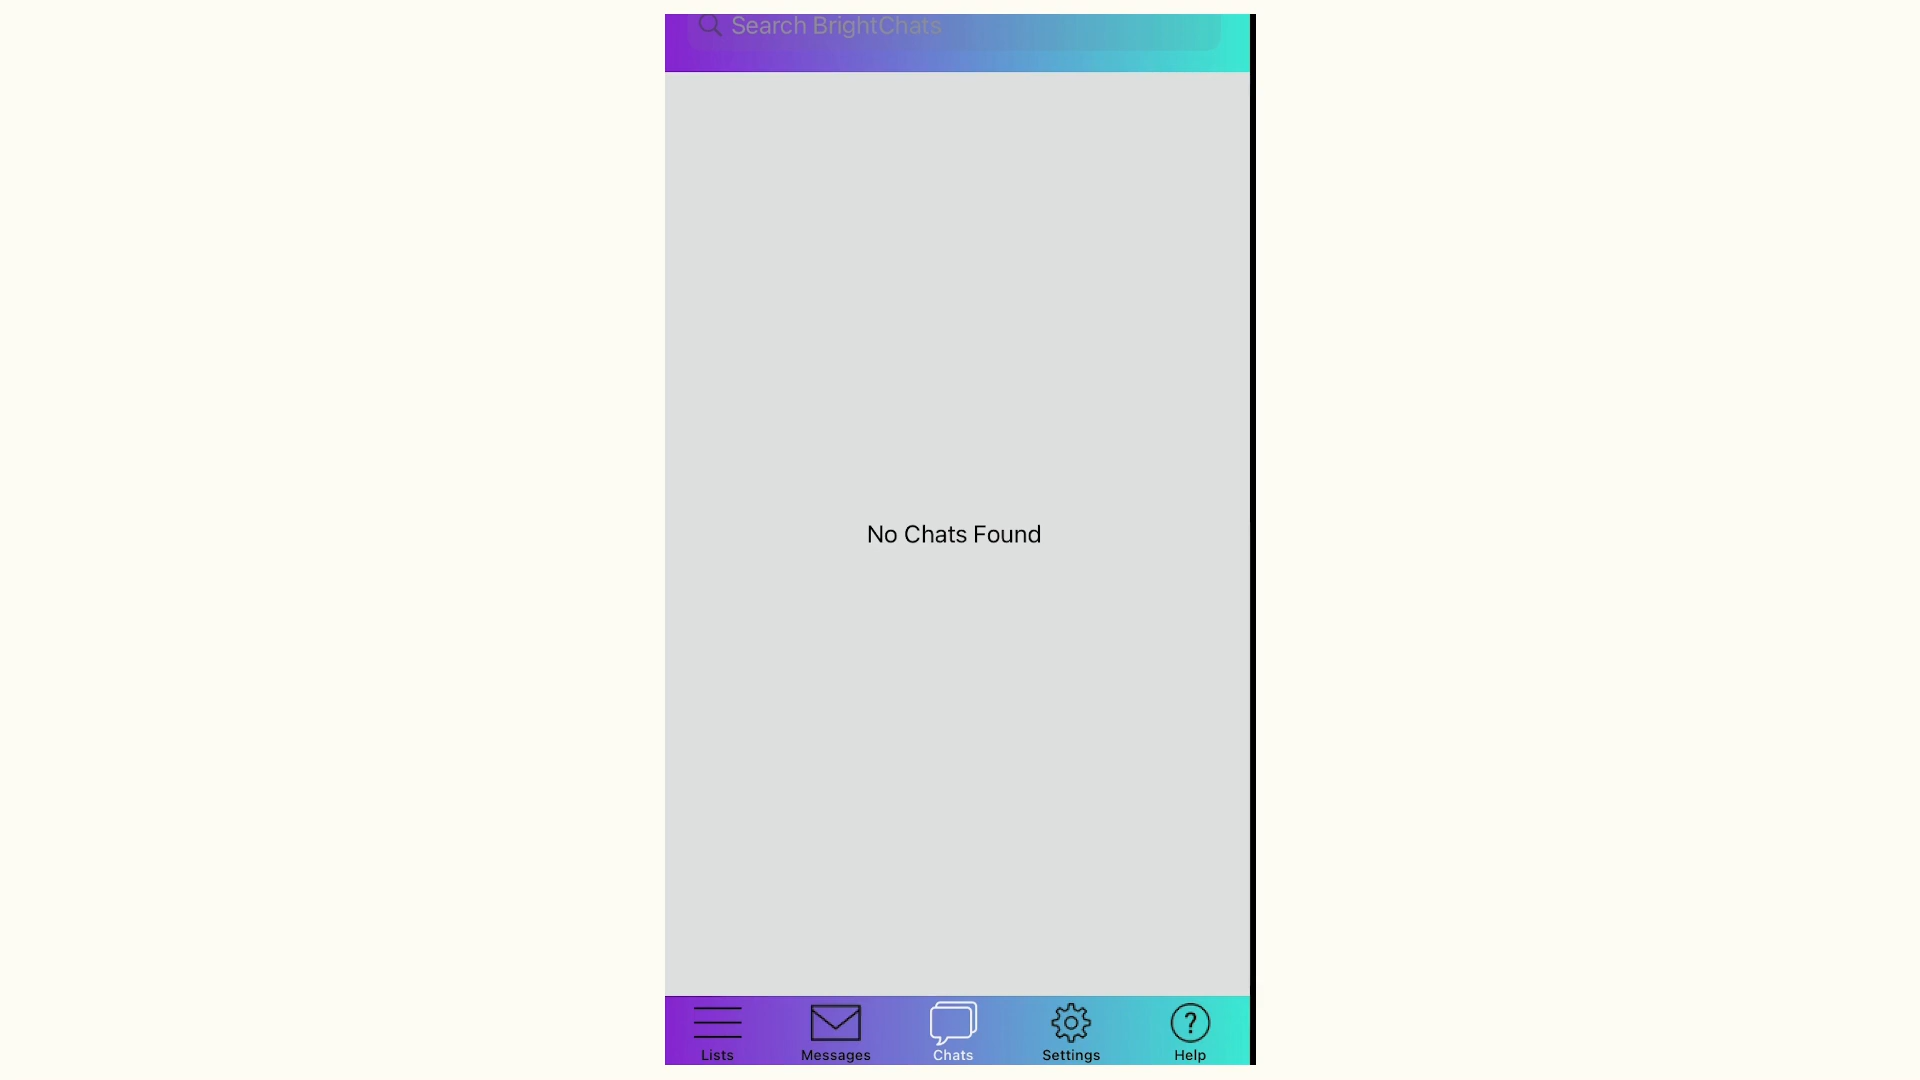 Search BrightChats
No Chats Found
Lists
Messages
Chats
Settings
Help